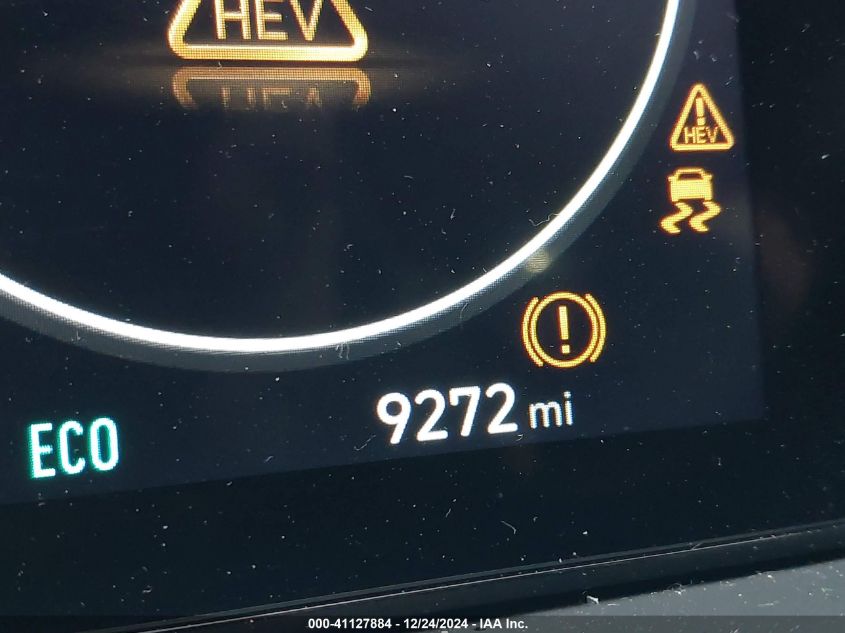 HEV
HEV
9272 mi
ECO
000-41127884 - 12/24/2024 - IAA Inc.